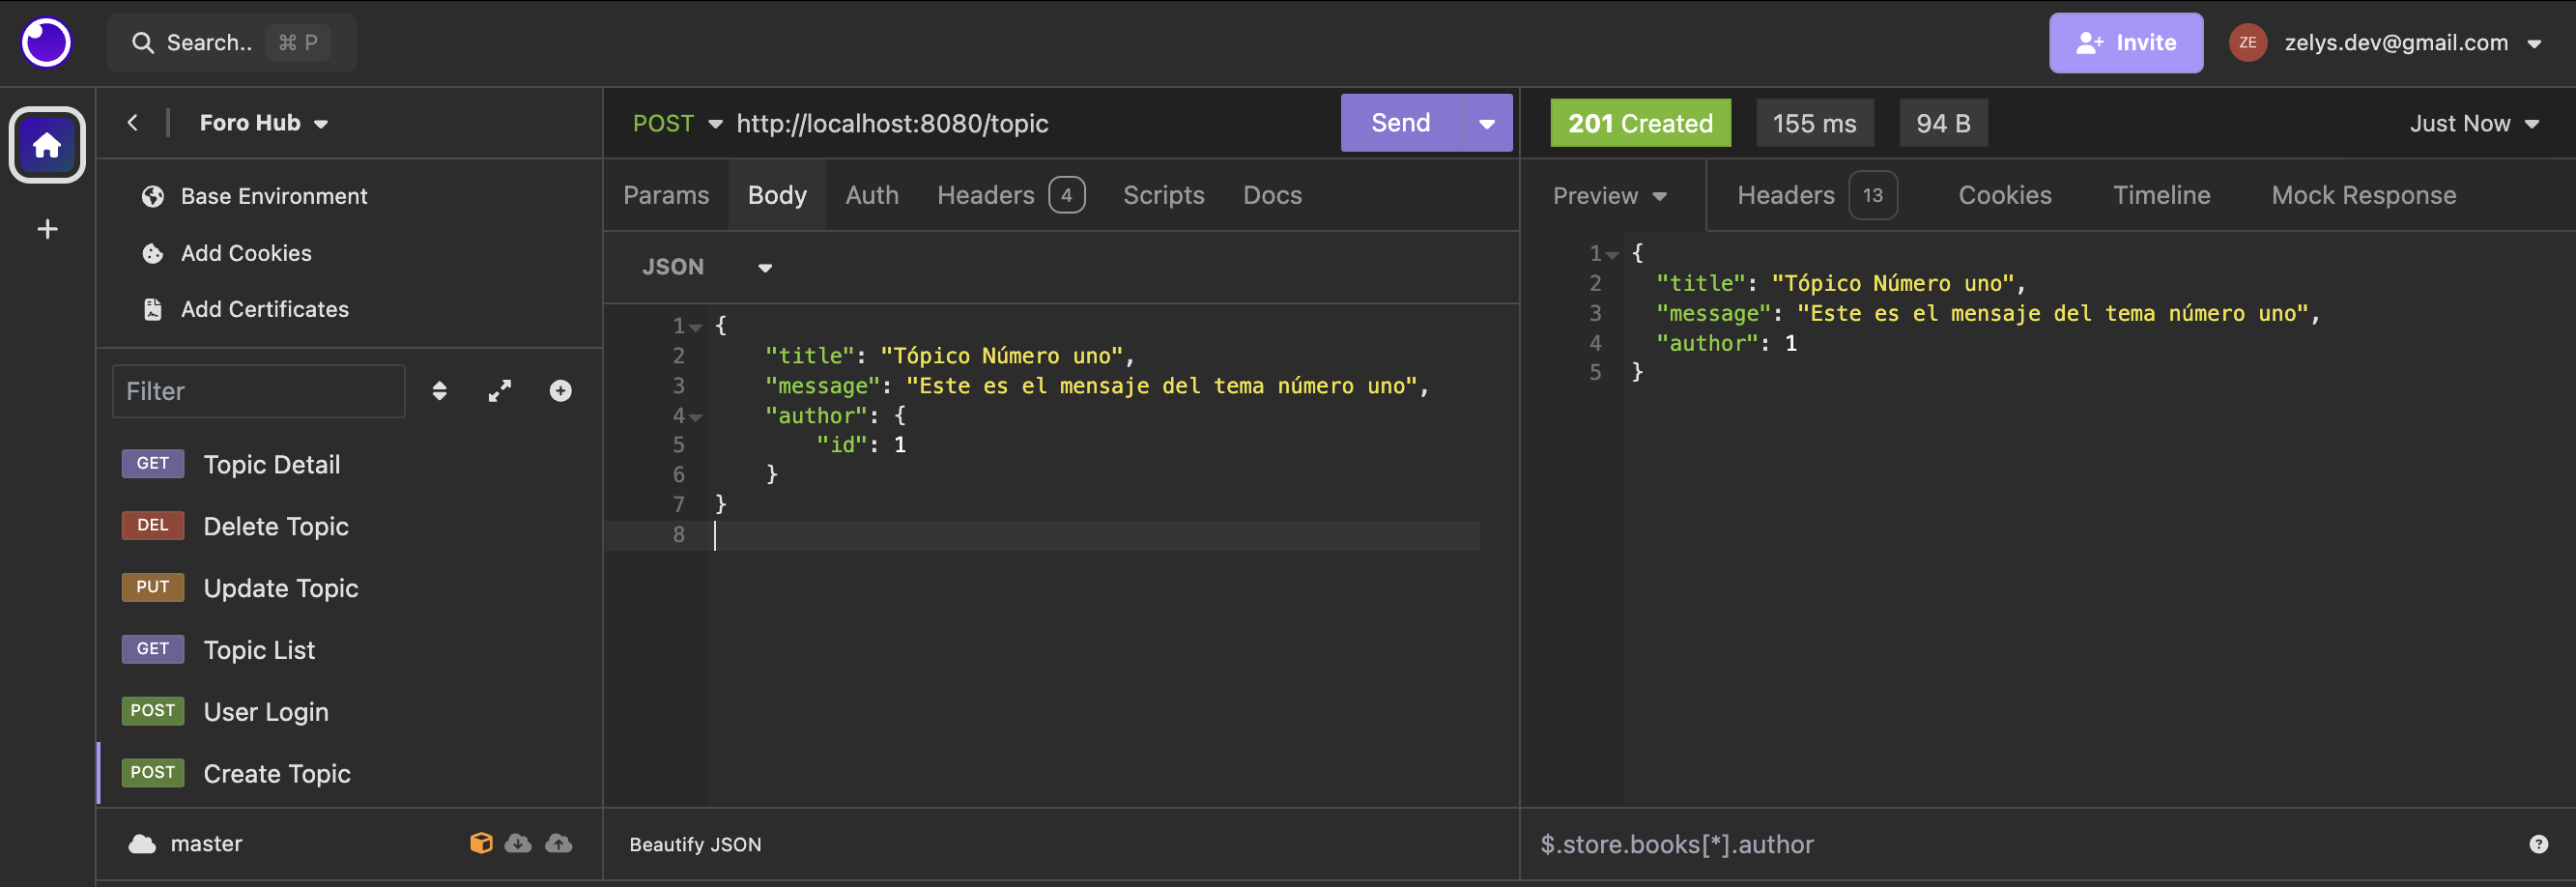 Search.. ⌘ P
Invite
ZE
zelys.dev@gmail.com
Foro Hub
Base Environment
Add Cookies
Add Certificates
Filter
GET Topic Detail
DEL Delete Topic
PUT Update Topic
GET Topic List
POST User Login
POST Create Topic
master
POST http://localhost:8080/topic
Send
Params Body Auth Headers 4 Scripts Docs
JSON
1 {
2 "title": "Tópico Número uno",
3 "message": "Este es el mensaje del tema número uno",
4 "author": {
5 "id": 1
6 }
7 }
8
Beautify JSON
201 Created 155 ms 94 B Just Now
Preview Headers 13 Cookies Timeline Mock Response
1 {
2 "title": "Tópico Número uno",
3 "message": "Este es el mensaje del tema número uno",
4 "author": 1
5 }
$.store.books[*].author
?